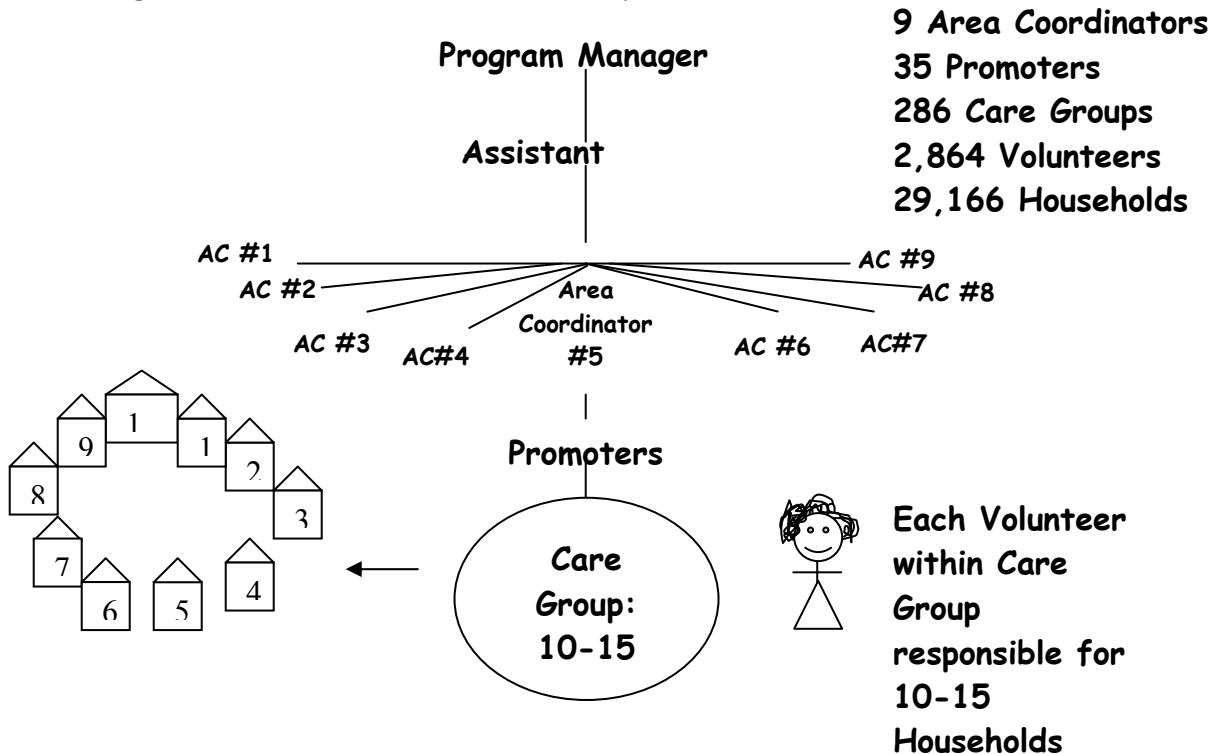 9 Area Coordinators
35 Promoters
286 Care Groups
2,864 Volunteers
29,166 Households
Program Manager
Assistant
AC #1
AC #2
AC #3
AC#4
Area
Coordinator
#5
AC #6
AC#7
AC #8
AC #9
Promoters
Care
Group:
10-15
1
1
2
3
4
5
6
7
8
9
Each Volunteer
within Care
Group
responsible for
10-15
Households